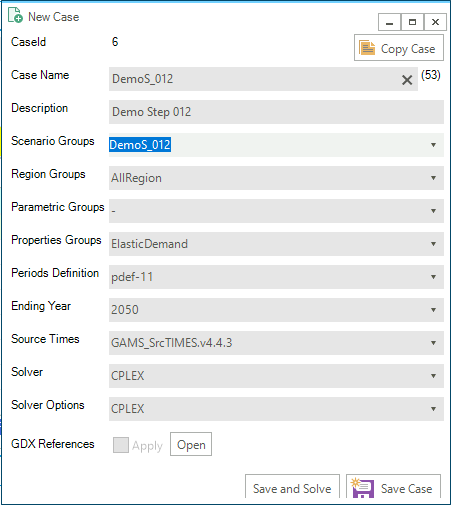 New Case
CaseId 6
Copy Case
Case Name DemoS_012 (53)
Description Demo Step 012
Scenario Groups DemoS_012
Region Groups AllRegion
Parametric Groups -
Properties Groups ElasticDemand
Periods Definition pdef-11
Ending Year 2050
Source Times GAMS_SrcTIMES.v4.4.3
Solver CPLEX
Solver Options CPLEX
GDX References Apply Open
Save and Solve Save Case